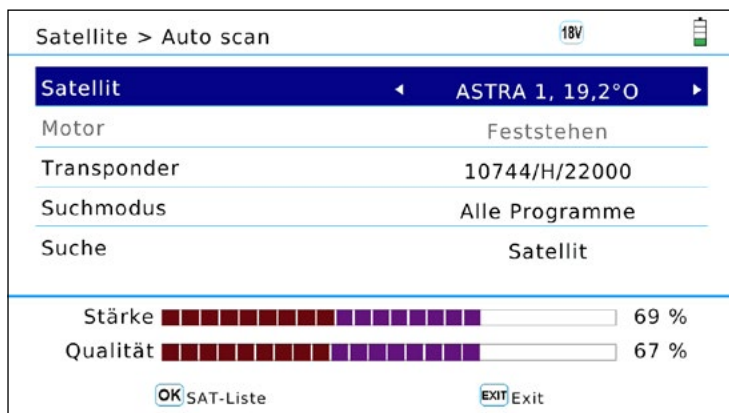 Satellite > Auto scan 18V
Satellit ASTRA 1, 19,2°O
Motor Feststehen
Transponder 10744/H/22000
Suchmodus Alle Programme
Suche Satellit
Stärke 69 %
Qualität 67 %
OK SAT-Liste EXIT Exit